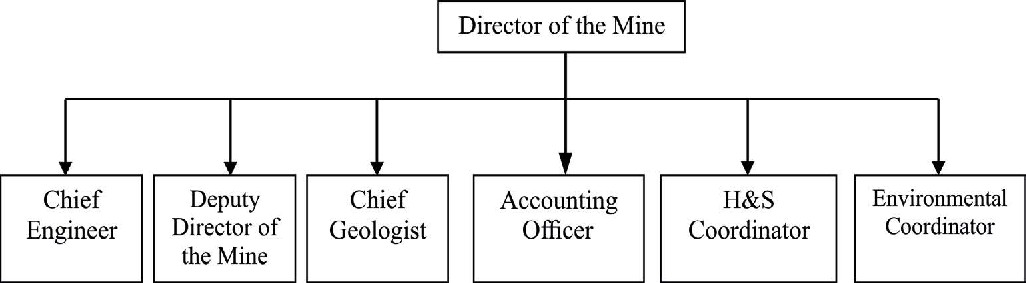 Director of the Mine
Chief
Engineer
Deputy
Director of
the Mine
Chief
Geologist
Accounting
Officer
H&S
Coordinator
Environmental
Coordinator